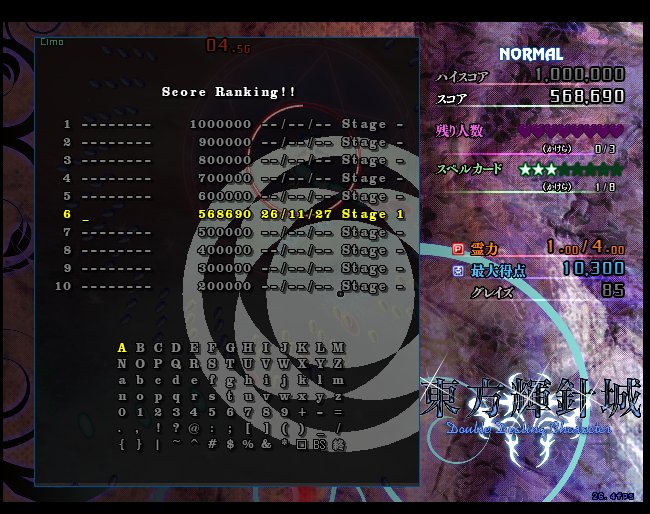 Cimo
04.56
Score Ranking!!
1 --------- 1000000 --/--/-- Stage -
2 --------- 900000 --/--/-- Stage -
3 --------- 800000 --/--/-- Stage -
4 --------- 700000 --/--/-- Stage -
5 --------- 600000 --/--/-- Stage -
6 _ 568690 26/11/27 Stage 1
7 --------- 500000 --/--/-- Stage -
8 --------- 400000 --/--/-- Stage -
9 --------- 300000 --/--/-- Stage -
10 --------- 200000 --/--/-- Stage -
A B C D E F G H I J K L M
N O P Q R S T U V W X Y Z
a b c d e f g h i j k l m
n o p q r s t u v w x y z
0 1 2 3 4 5 6 7 8 9 + - =
. , ! ? @ : ; [ ] ( ) _ /
{ } | ~ ^ # $ % & * □ BS 終
NORMAL
ハイスコア 1,000,000
スコア 568,690
残り人数
(かけら) 0/3
スペルカード
(かけら) 1/8
P 霊力 1.00/4.00
最大得点 10,300
グレイズ 85
東方輝針城
Double Dealing Character
26.4fps